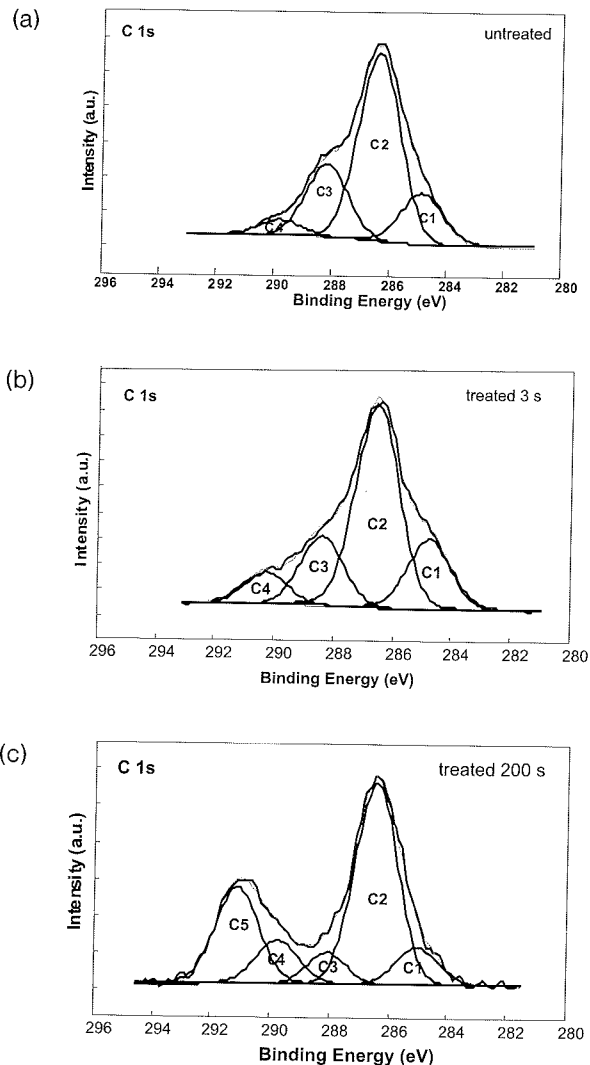 (a)
C 1s
untreated
Intensity (a.u.)
C2
C3
C1
C4
296 294 292 290 288 286 284 282 280
Binding Energy (eV)
(b)
C 1s
treated 3 s
Intensity (a.u.)
C2
C3
C1
C4
296 294 292 290 288 286 284 282 280
Binding Energy (eV)
(c)
C 1s
treated 200 s
Intensity (a.u.)
C2
C5
C4
C3
C1
296 294 292 290 288 286 284 282 280
Binding Energy (eV)